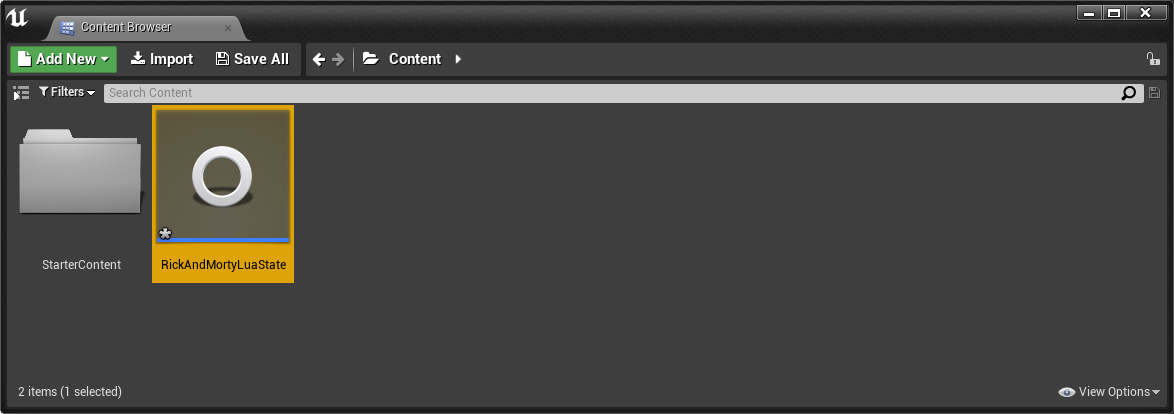 Content Browser
Add New Import Save All Content
Filters Search Content
StarterContent RickAndMortyLuaState
2 items (1 selected) View Options